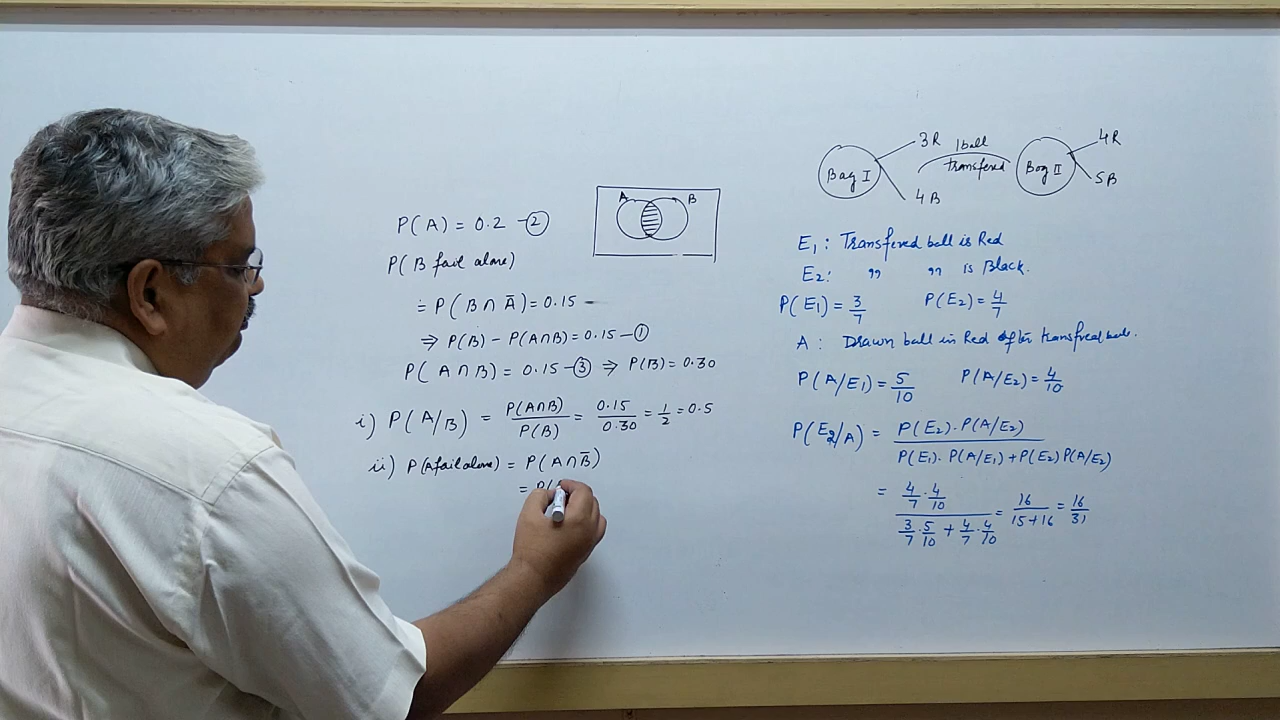 P(A) = 0.2 - ②
P(B fail alone)
= P(B∩Ā) = 0.15 -
⇒ P(B) - P(A∩B) = 0.15 - ①
P(A∩B) = 0.15 - ③ ⇒ P(B) = 0.30
i) P(A/B) = P(A∩B)/P(B) = 0.15/0.30 = 1/2 = 0.5
ii) P(A fail alone) = P(A∩B̄)
= P(
A B
Bag I 3R 4B
1 ball
transfered
Bag II 4R 5B
E₁: Transfered ball is Red
E₂: ,, ,, is Black.
P(E₁) = 3/7 P(E₂) = 4/7
A: Drawn ball is Red after transfred
P(A/E₁) = 5/10 P(A/E₂) = 4/10
P(E₂/A) = P(E₂).P(A/E₂) / P(E₁).P(A/E₁)+P(E₂)P(A/E₂)
= 4/7 . 4/10 / 3/7 . 5/10 + 4/7 . 4/10 = 16/15+16 = 16/31